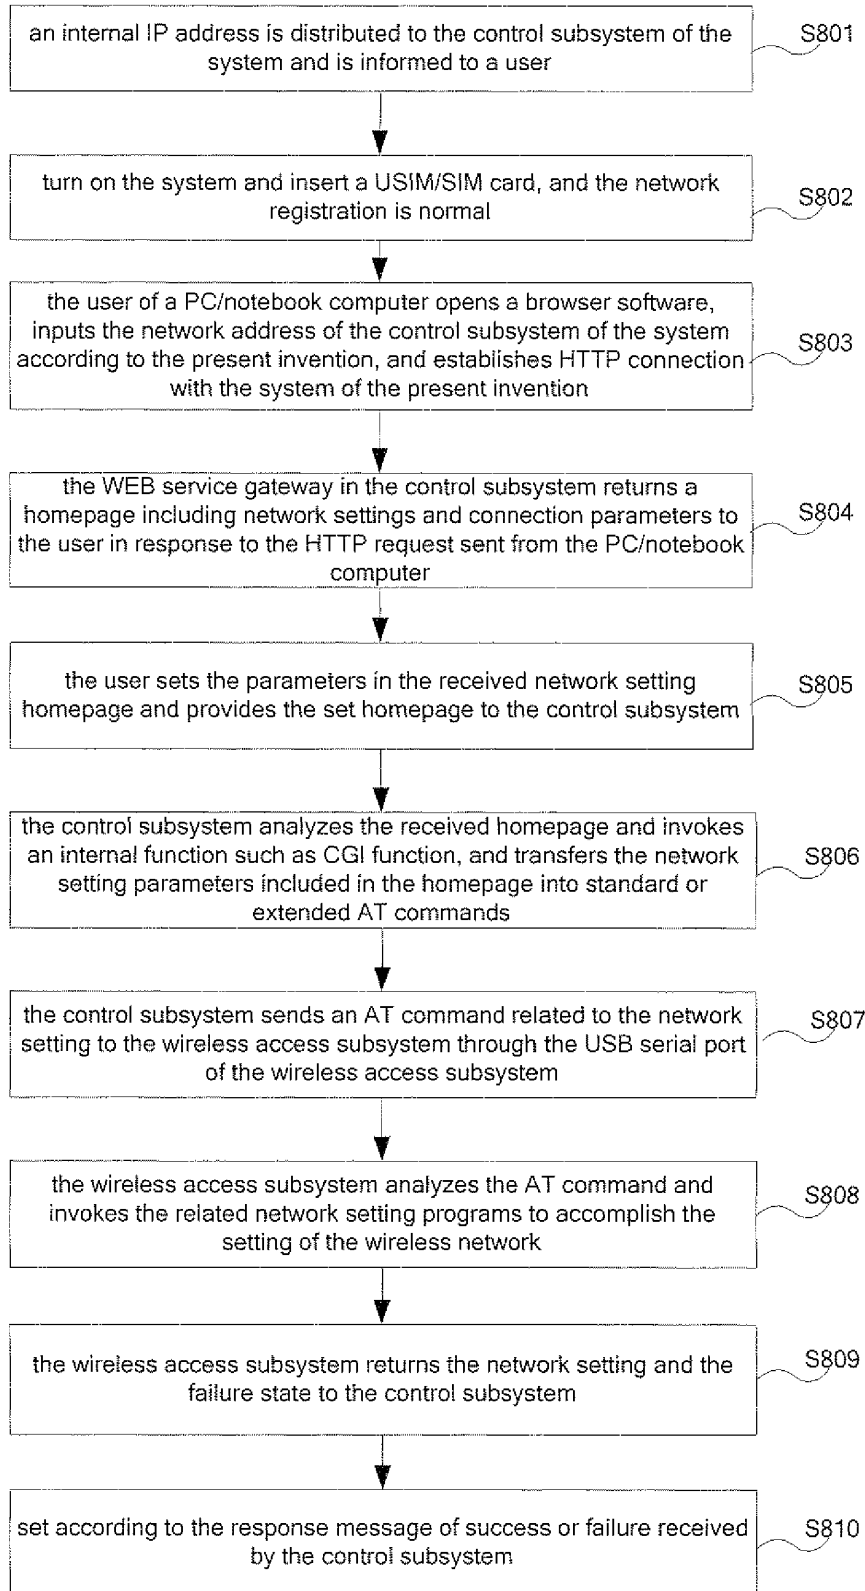 an internal IP address is distributed to the control subsystem of the
system and is informed to a user
S801
turn on the system and insert a USIM/SIM card, and the network
registration is normal
S802
the user of a PC/notebook computer opens a browser software,
inputs the network address of the control subsystem of the system
according to the present invention, and establishes HTTP connection
with the system of the present invention
S803
the WEB service gateway in the control subsystem returns a
homepage including network settings and connection parameters to
the user in response to the HTTP request sent from the PC/notebook
computer
S804
the user sets the parameters in the received network setting
homepage and provides the set homepage to the control subsystem
S805
the control subsystem analyzes the received homepage and invokes
an internal function such as CGI function, and transfers the network
setting parameters included in the homepage into standard or
extended AT commands
S806
the control subsystem sends an AT command related to the network
setting to the wireless access subsystem through the USB serial port
of the wireless access subsystem
S807
the wireless access subsystem analyzes the AT command and
invokes the related network setting programs to accomplish the
setting of the wireless network
S808
the wireless access subsystem returns the network setting and the
failure state to the control subsystem
S809
set according to the response message of success or failure received
by the control subsystem
S810